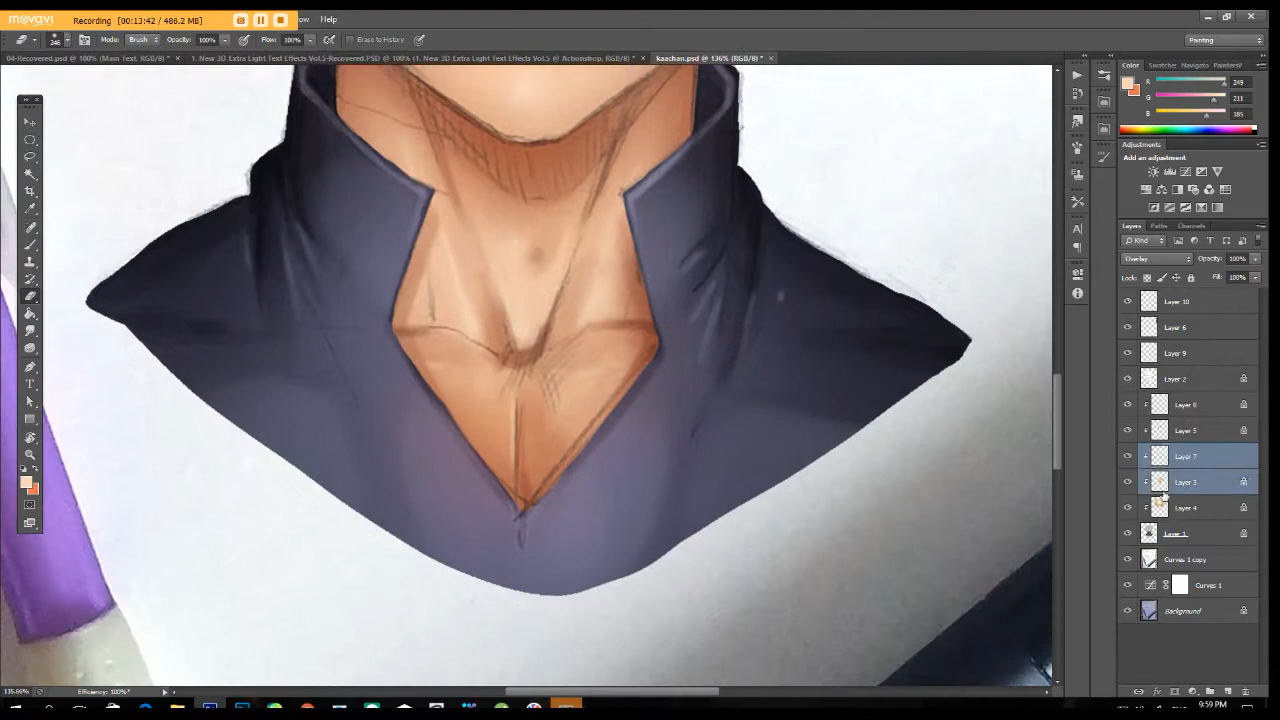 movavi
Recording [00:13:42 / 486.2 MB]
ow Help
246 Mode: Brush Opacity: 100% Flow: 100% Erase to History Painting
04-Recovered.psd @ 100% (Main Text, RGB/8) * × 1. New 3D Extra Light Text Effects Vol.5-Recovered.PSD @ 100% (1. New 3D Extra Light Text Effects Vol.5 @ Actionshop, RGB/8) * × kaachan.psd @ 136% (RGB/8) * ×
Color Swatches Navigato
R 249
G 211
B 185
Adjustments
Add an adjustment
Layers Paths Channels
Kind
Overlay Opacity: 100%
Lock: Fill: 100%
Layer 10
Layer 6
Layer 9
Layer 2
Layer 8
Layer 5
Layer 7
Layer 3
Layer 4
Layer 1
Curves 1 copy
Curves 1
Background
135.66% Efficiency: 100%*
9:59 PM